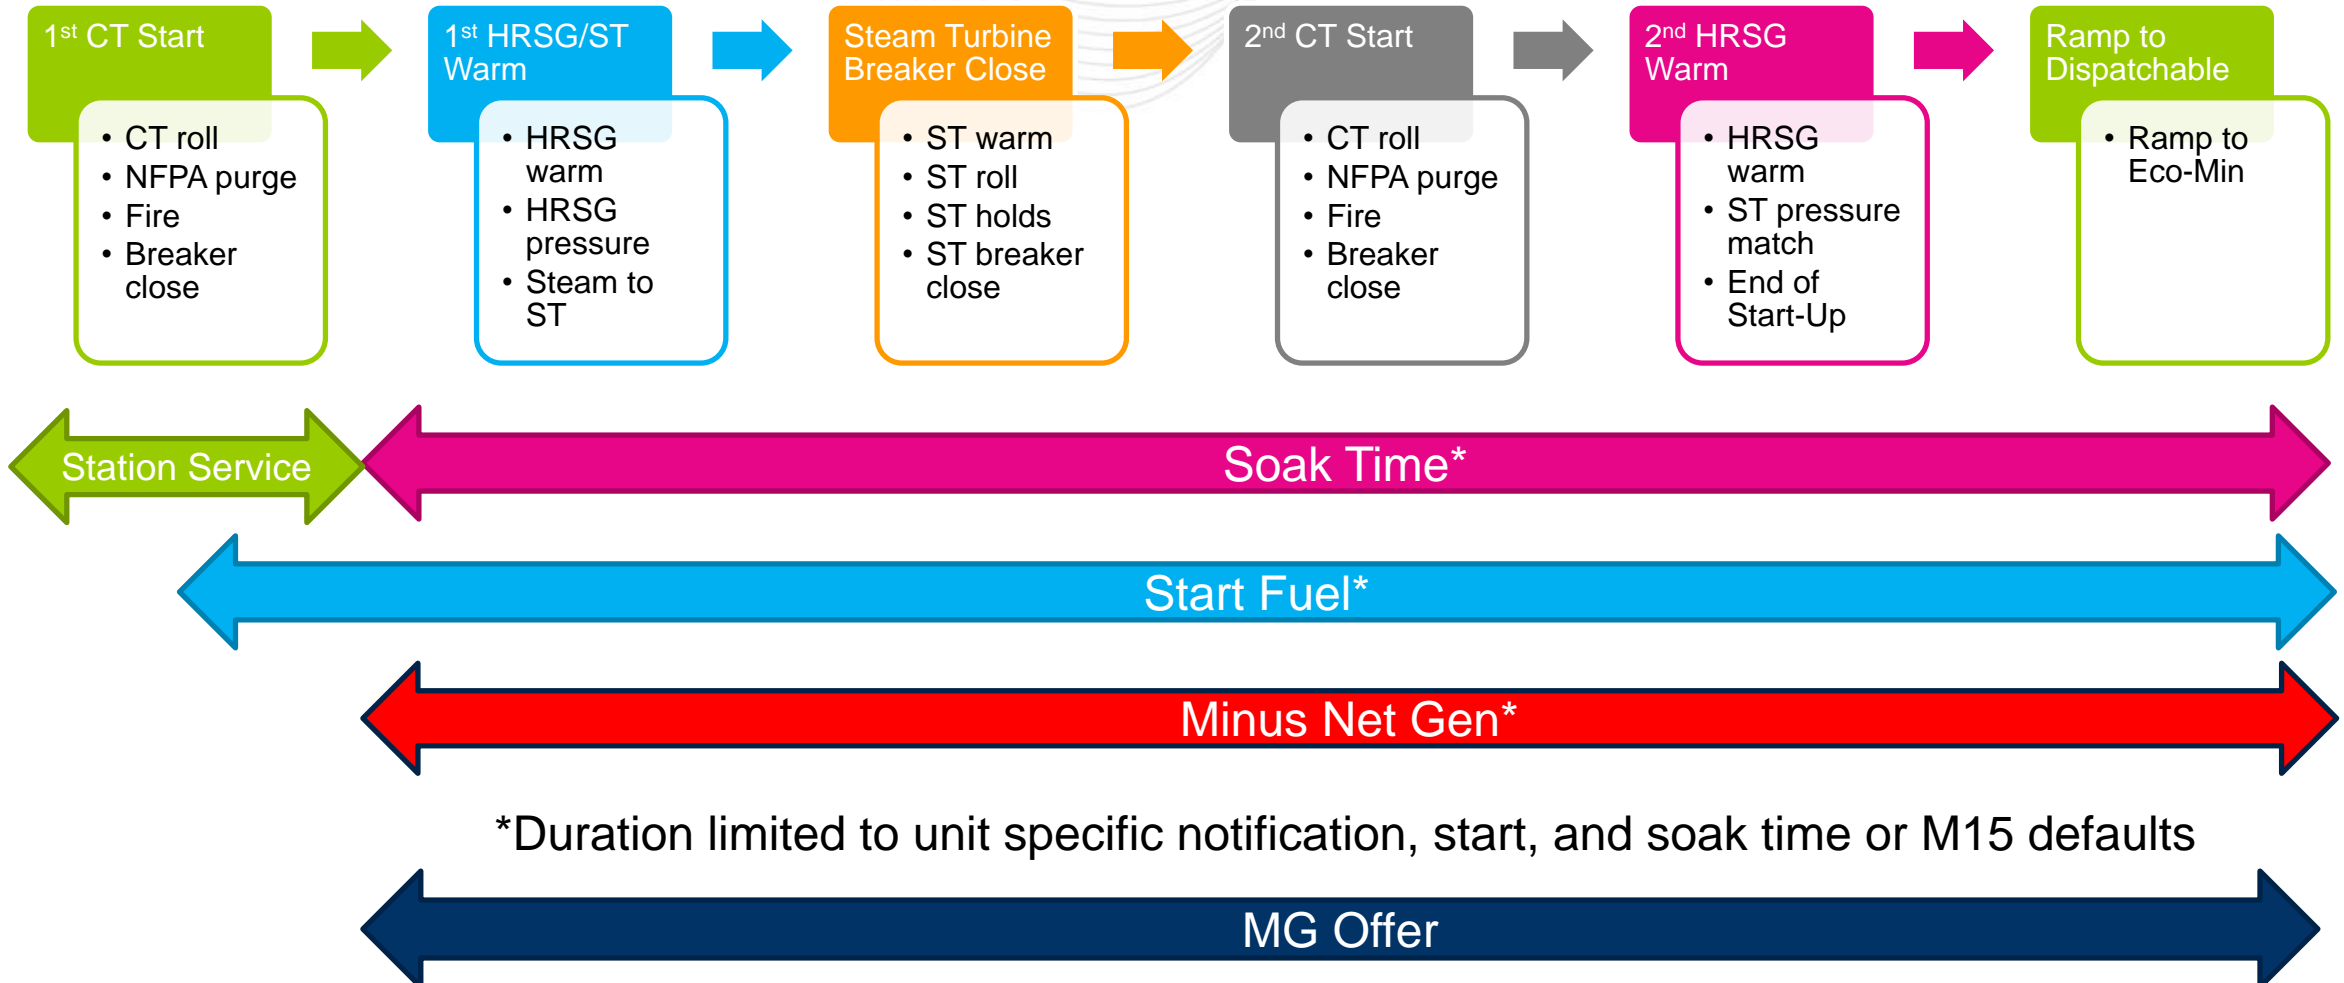 1st CT Start
• CT roll
• NFPA purge
• Fire
• Breaker
close
1st HRSG/ST
Warm
• HRSG
warm
• HRSG
pressure
• Steam to
ST
Steam Turbine
Breaker Close
• ST warm
• ST roll
• ST holds
• ST breaker
close
2nd CT Start
• CT roll
• NFPA purge
• Fire
• Breaker
close
2nd HRSG
Warm
• HRSG
warm
• ST pressure
match
• End of
Start-Up
Ramp to
Dispatchable
• Ramp to
Eco-Min
Station Service
Soak Time*
Start Fuel*
Minus Net Gen*
*Duration limited to unit specific notification, start, and soak time or M15 defaults
MG Offer